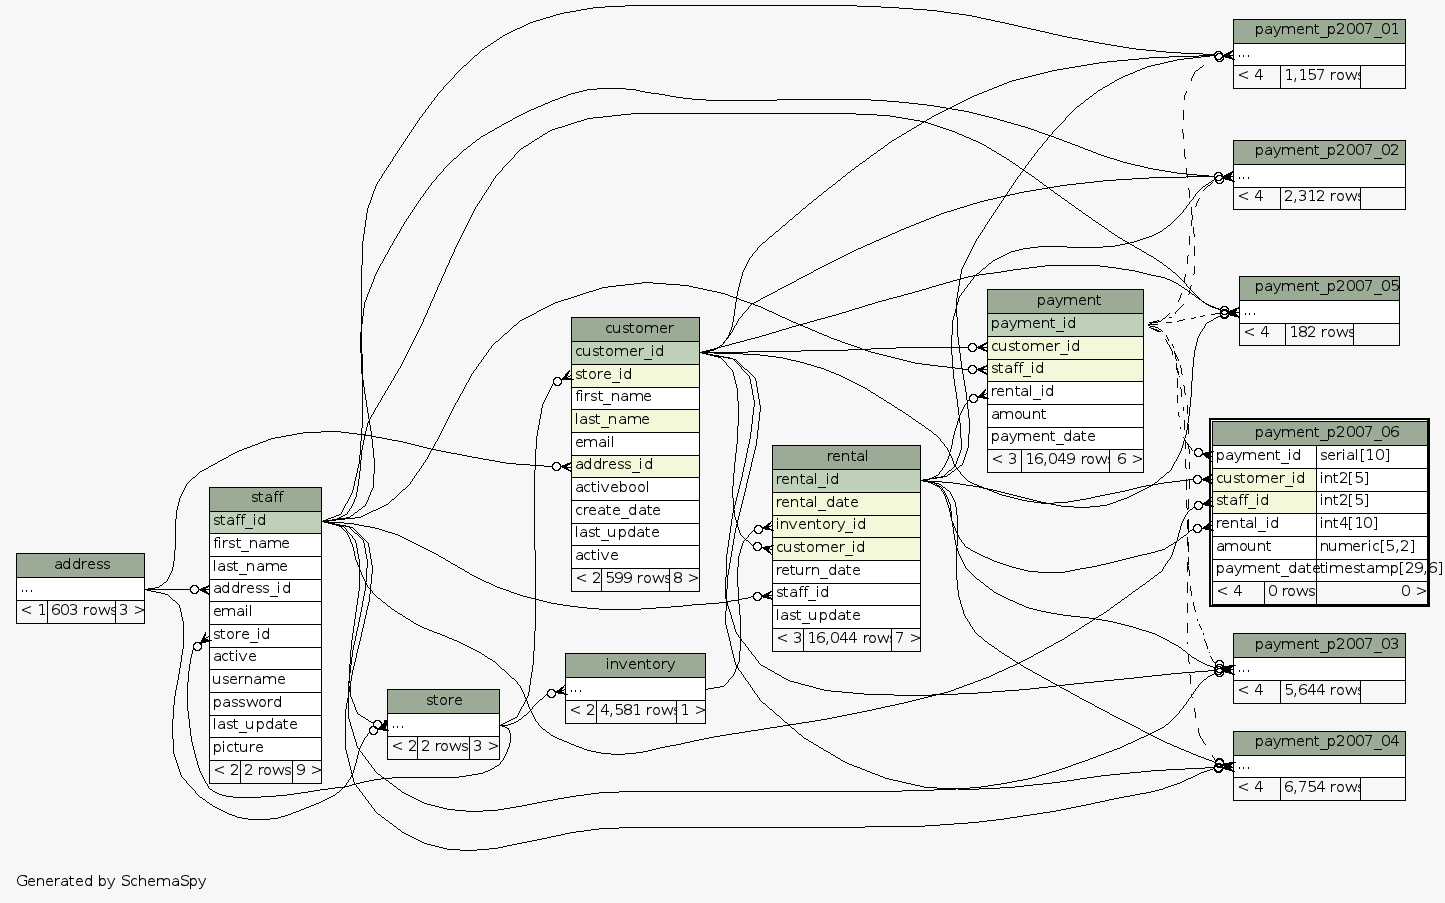 payment_p2007_01
...
< 4 1,157 rows
payment_p2007_02
...
< 4 2,312 rows
payment_p2007_05
...
< 4 182 rows
payment
payment_id
customer_id
staff_id
rental_id
amount
payment_date
< 3 16,049 rows 6 >
customer
customer_id
store_id
first_name
last_name
email
address_id
activebool
create_date
last_update
active
< 2 599 rows 8 >
payment_p2007_06
payment_id serial[10]
customer_id int2[5]
staff_id int2[5]
rental_id int4[10]
amount numeric[5,2]
payment_date timestamp[29,6]
< 4 0 rows 0 >
rental
rental_id
rental_date
inventory_id
customer_id
return_date
staff_id
last_update
< 3 16,044 rows 7 >
staff
staff_id
first_name
last_name
address_id
email
store_id
active
username
password
last_update
picture
< 2 2 rows 9 >
address
...
< 1 603 rows 3 >
inventory
...
< 2 4,581 rows 1 >
store
...
< 2 2 rows 3 >
payment_p2007_03
...
< 4 5,644 rows
payment_p2007_04
...
< 4 6,754 rows
Generated by SchemaSpy